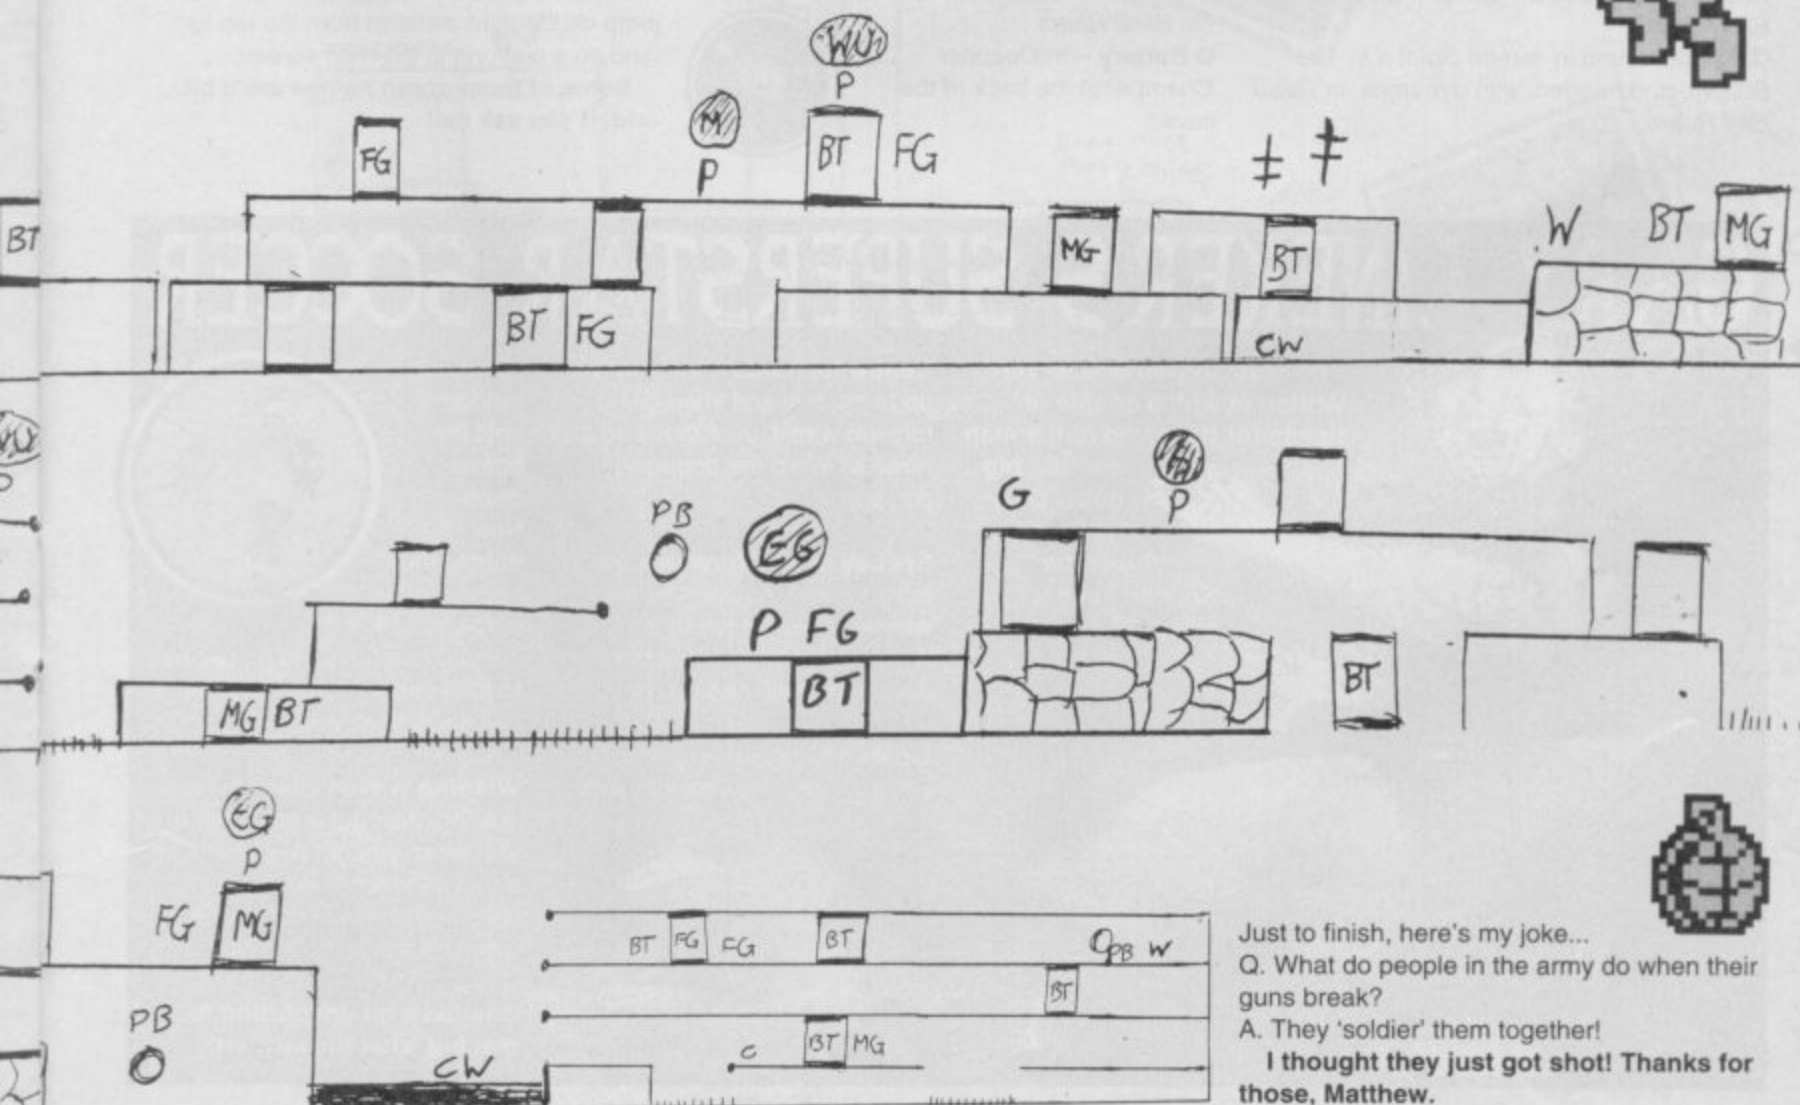 WU
P
M
P
FG
BT FG
BT
MG
BT
W BT MG
BT FG
CW
P
PB
EG
G
P
P FG
BT
MG BT
BT
EG
P
FG MG
PB
CW
BT FG FG BT PB W
BT
C BT MG
Just to finish, here's my joke...
Q. What do people in the army do when their
guns break?
A. They 'soldier' them together!
I thought they just got shot! Thanks for
those, Matthew.